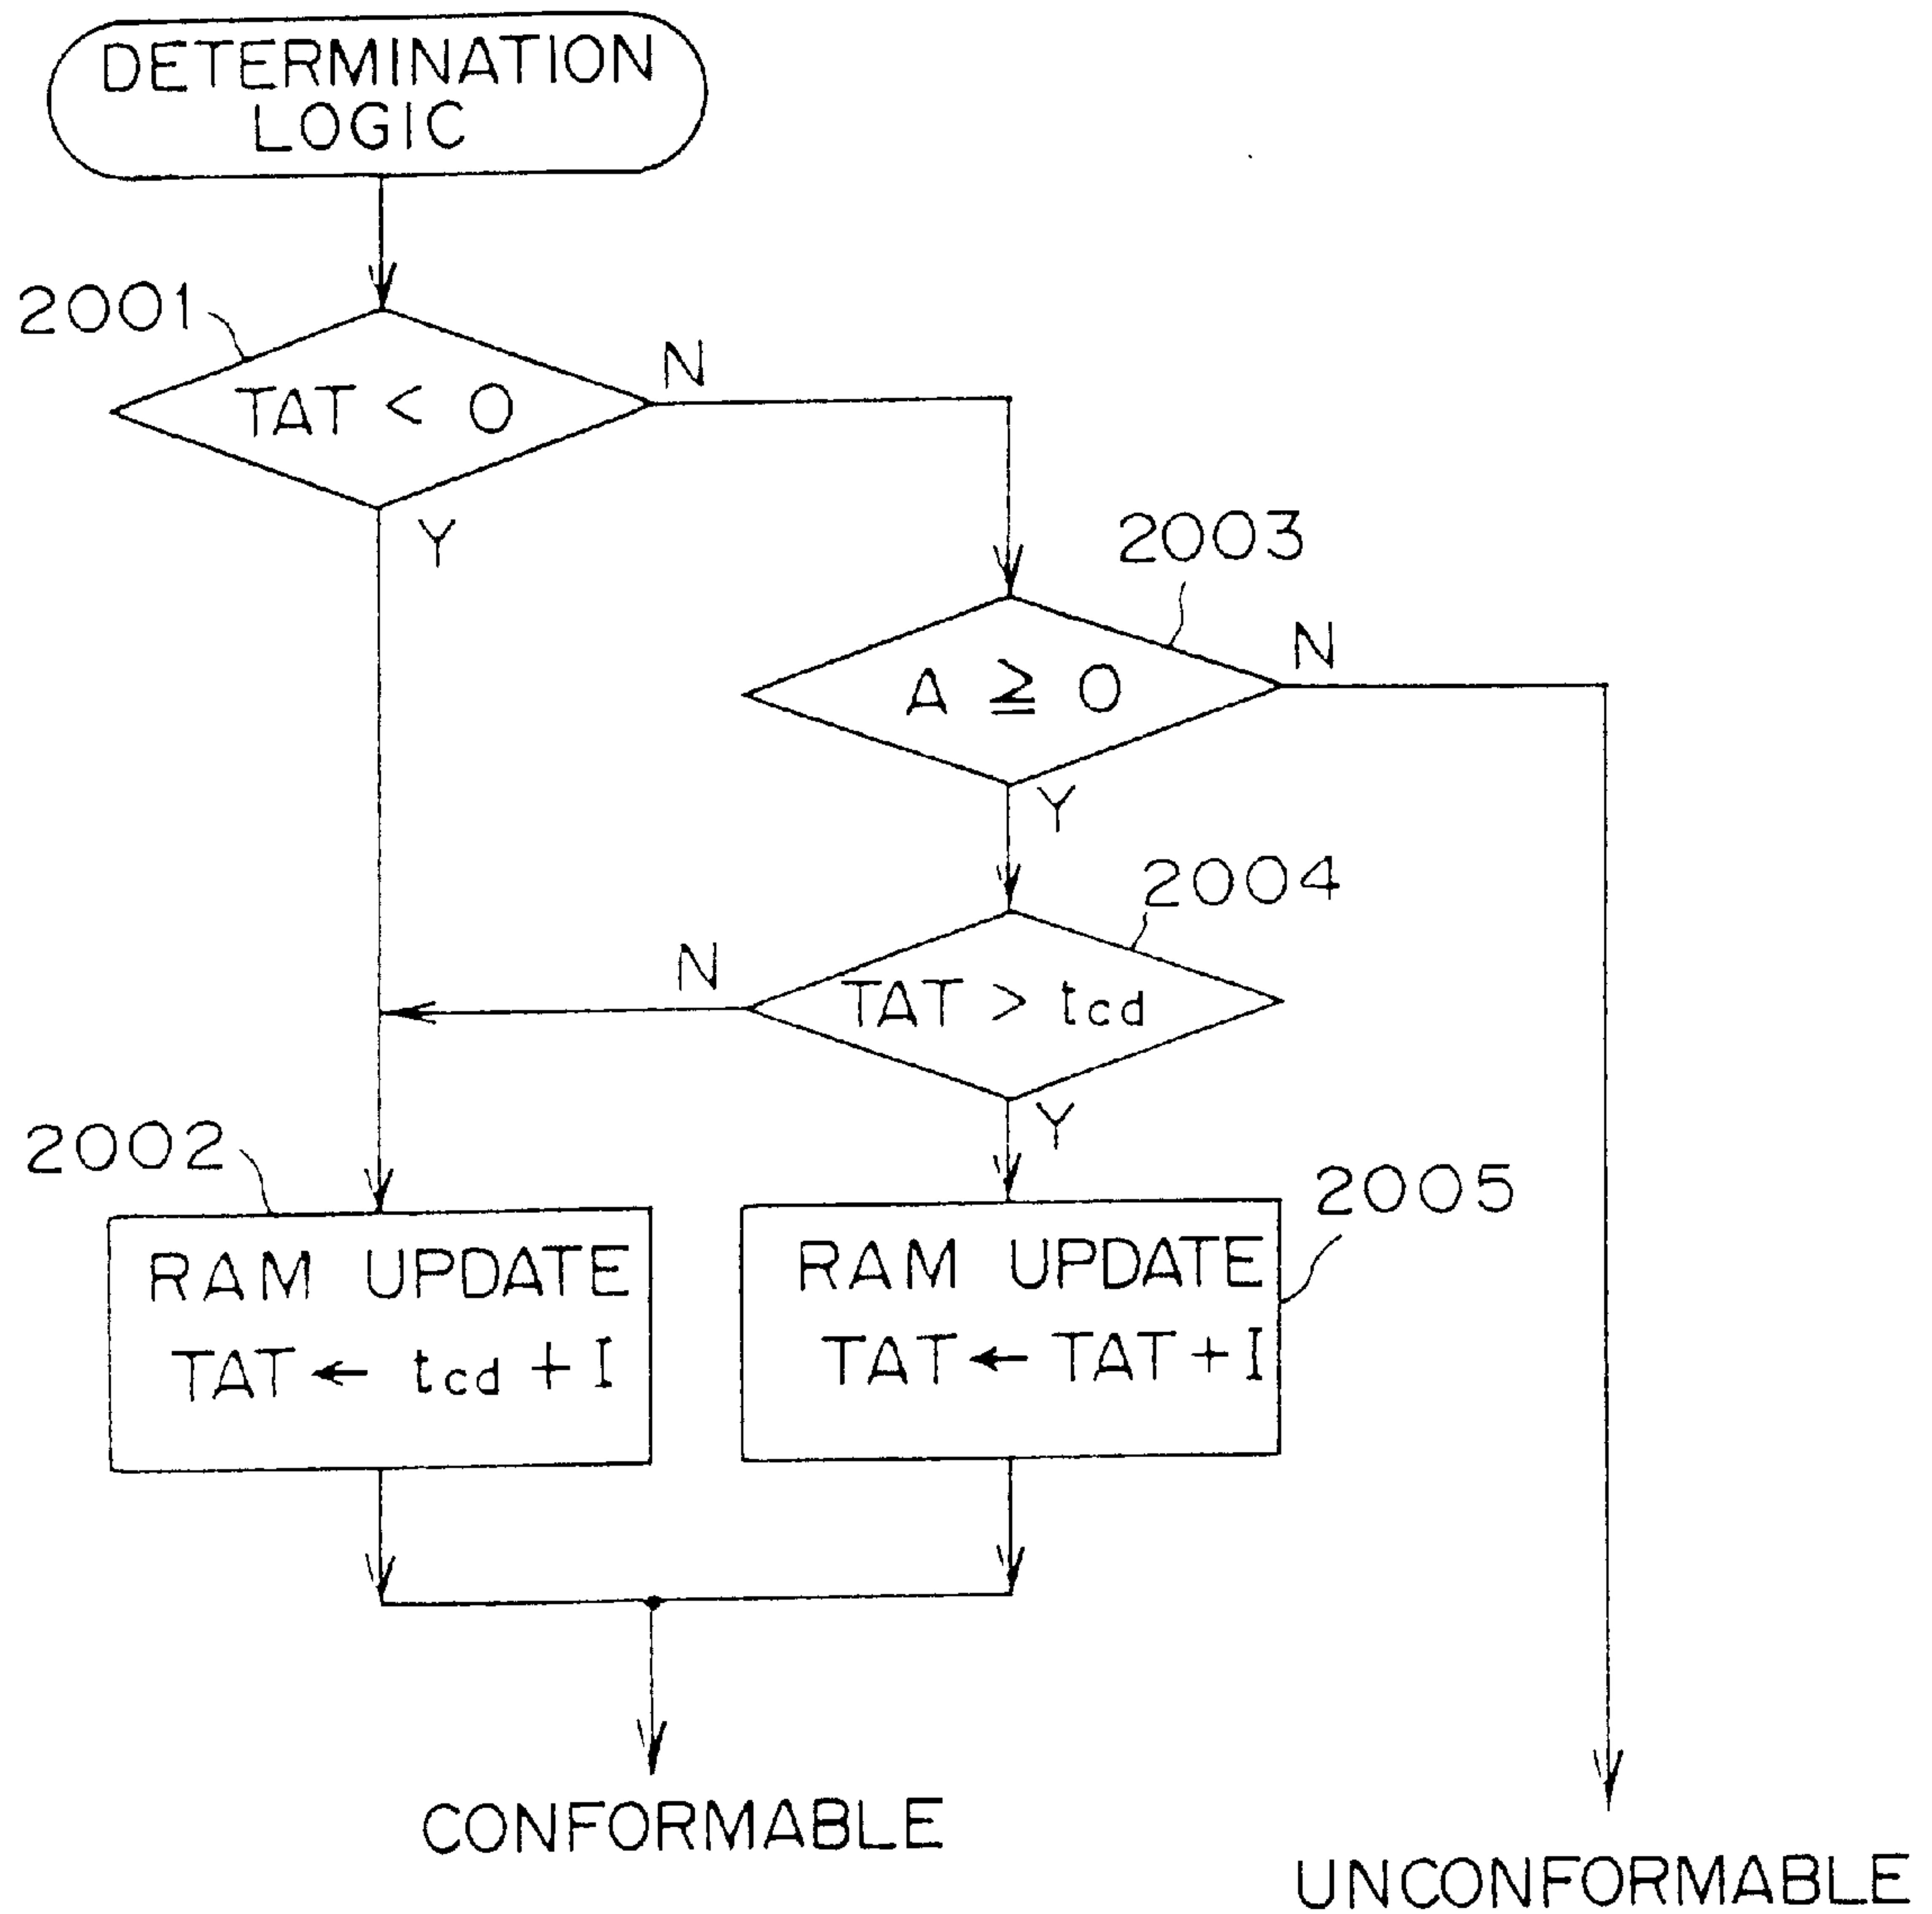 DETERMINATION
LOGIC
2001
TAT < 0
N
Y
2003
A ≧ 0
N
Y
2004
TAT > tcd
N
Y
2002
RAM UPDATE
TAT ← tcd + I
2005
RAM UPDATE
TAT ← TAT + I
CONFORMABLE
UNCONFORMABLE